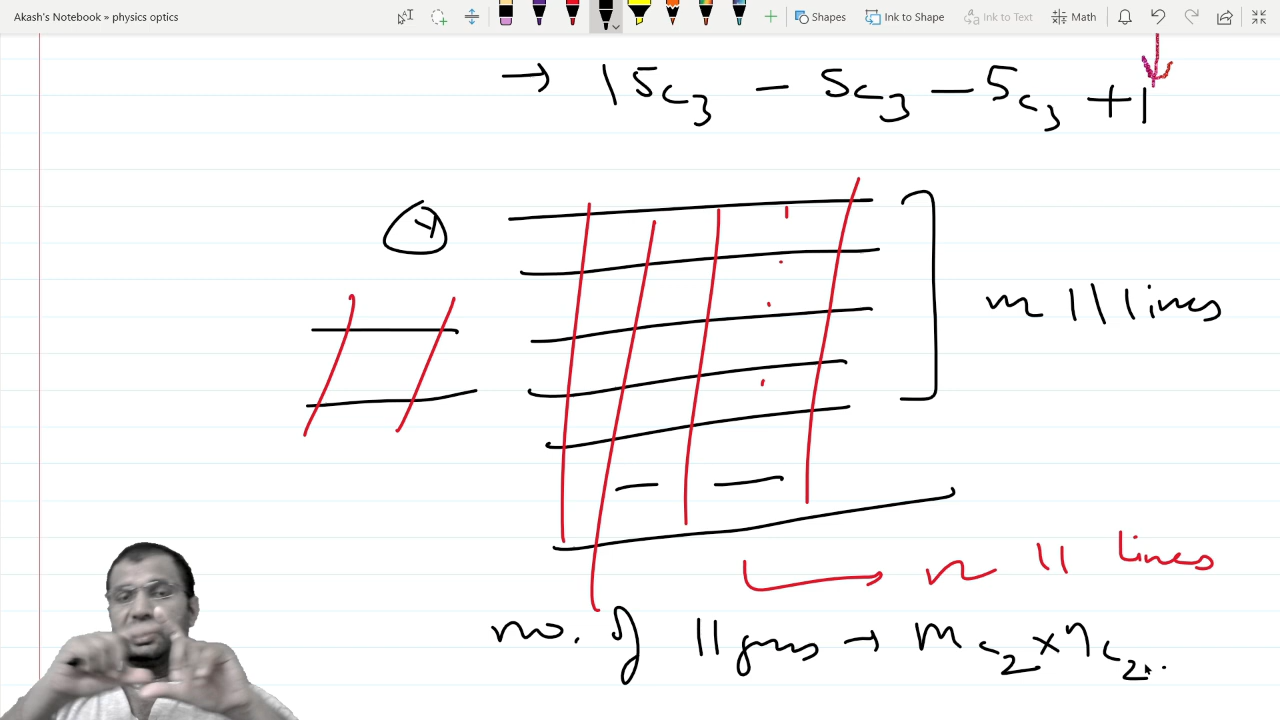 Akash's Notebook » physics optics
Shapes Ink to Shape Ink to Text Math
→ 15c₃ − 5c₃ − 5c₃ + 1
m || lines
n || lines
no. of ||gms → mc₂ × nc₂.